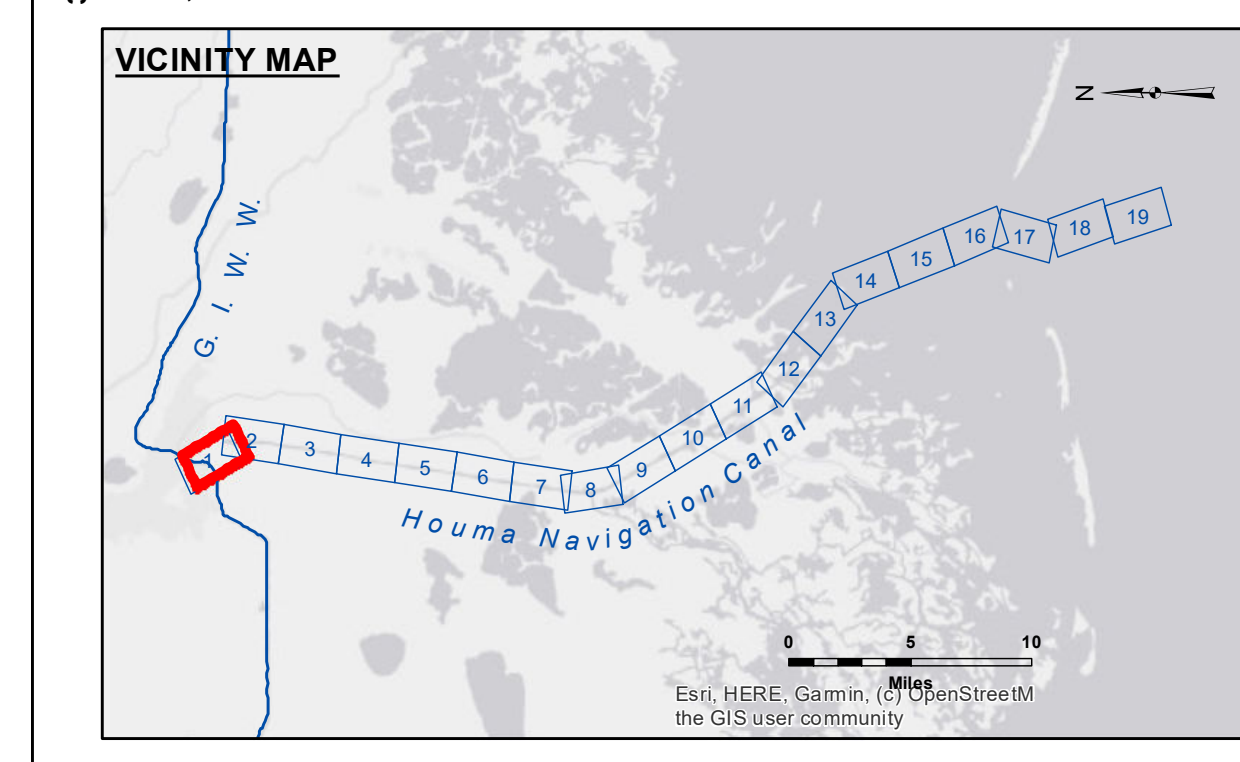 VICINITY MAP
N
G. I. W. W.
1
2
3
4
5
6
7
8
9
10
11
12
13
14
15
16
17
18
19
Houma Navigation Canal
0 5 10
Miles
Esri, HERE, Garmin, (c) OpenStreetM
the GIS user community